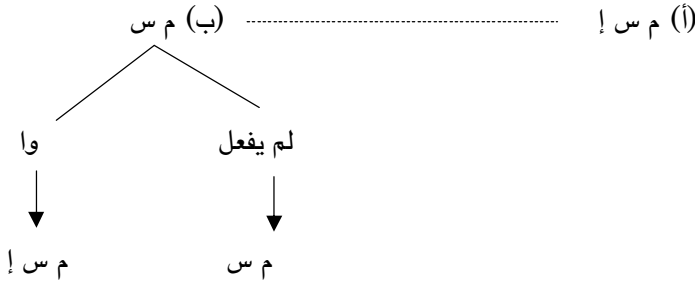 (أ) م س إ ---------- (ب) م س
لم يفعل وا
م س م س إ